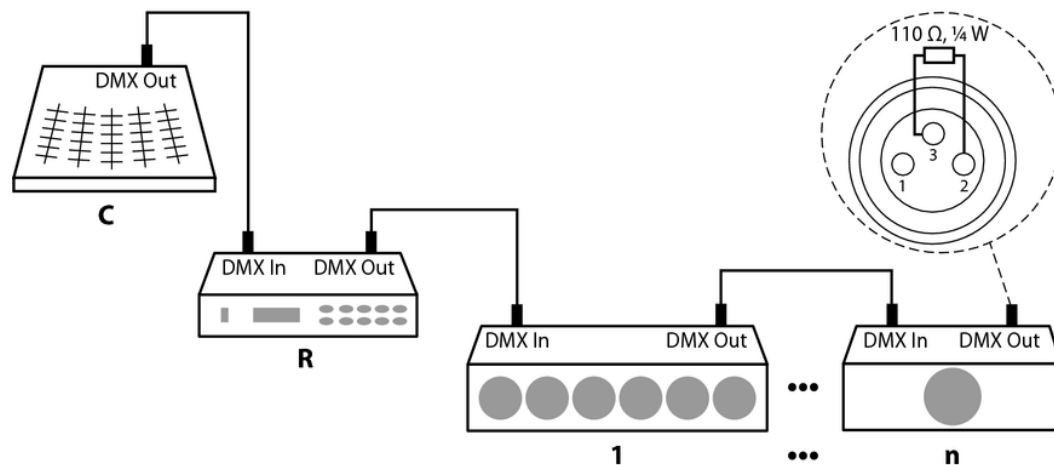 110 Ω, ¼ W
3
1
2
DMX Out
C
DMX In
DMX Out
R
DMX In
DMX Out
1
DMX In
DMX Out
n